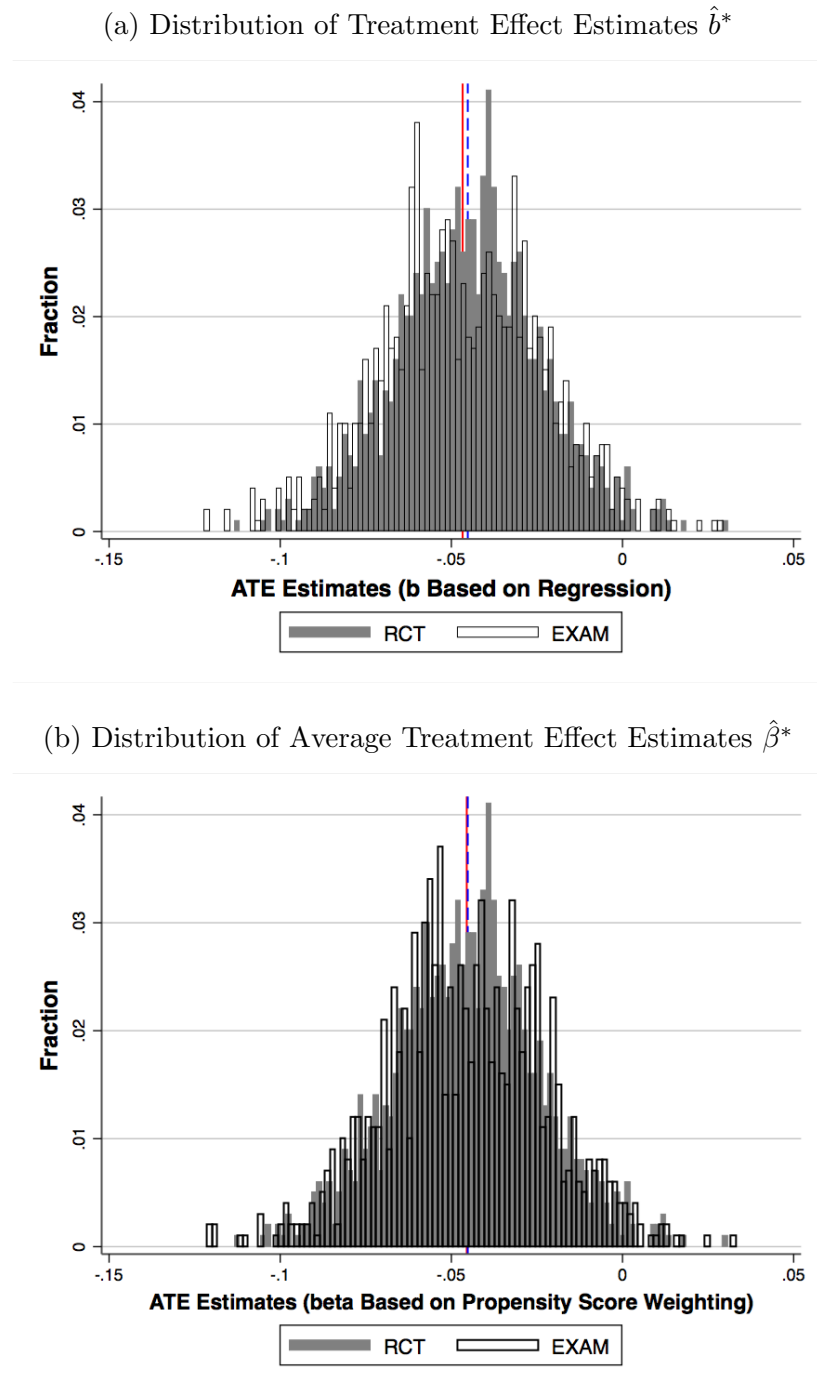 (a) Distribution of Treatment Effect Estimates b̂*
.04
.03
.02
.01
0
Fraction
-.15 -.1 -.05 0 .05
ATE Estimates (b Based on Regression)
RCT EXAM
(b) Distribution of Average Treatment Effect Estimates β̂*
.04
.03
.02
.01
0
Fraction
-.15 -.1 -.05 0 .05
ATE Estimates (beta Based on Propensity Score Weighting)
RCT EXAM